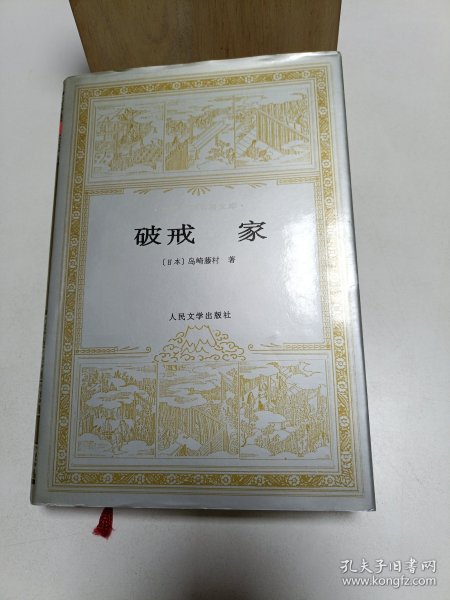 破戒 家
〔日本〕岛崎藤村 著
人民文学出版社
孔夫子旧书网
www.kongfz.com